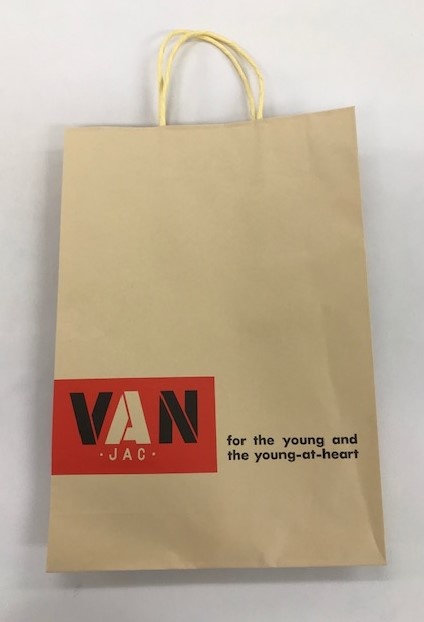 VAN
·JAC·
for the young and
the young-at-heart